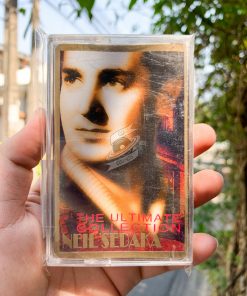 THE ULTIMATE
COLLECTION
NEIL SEDAKA